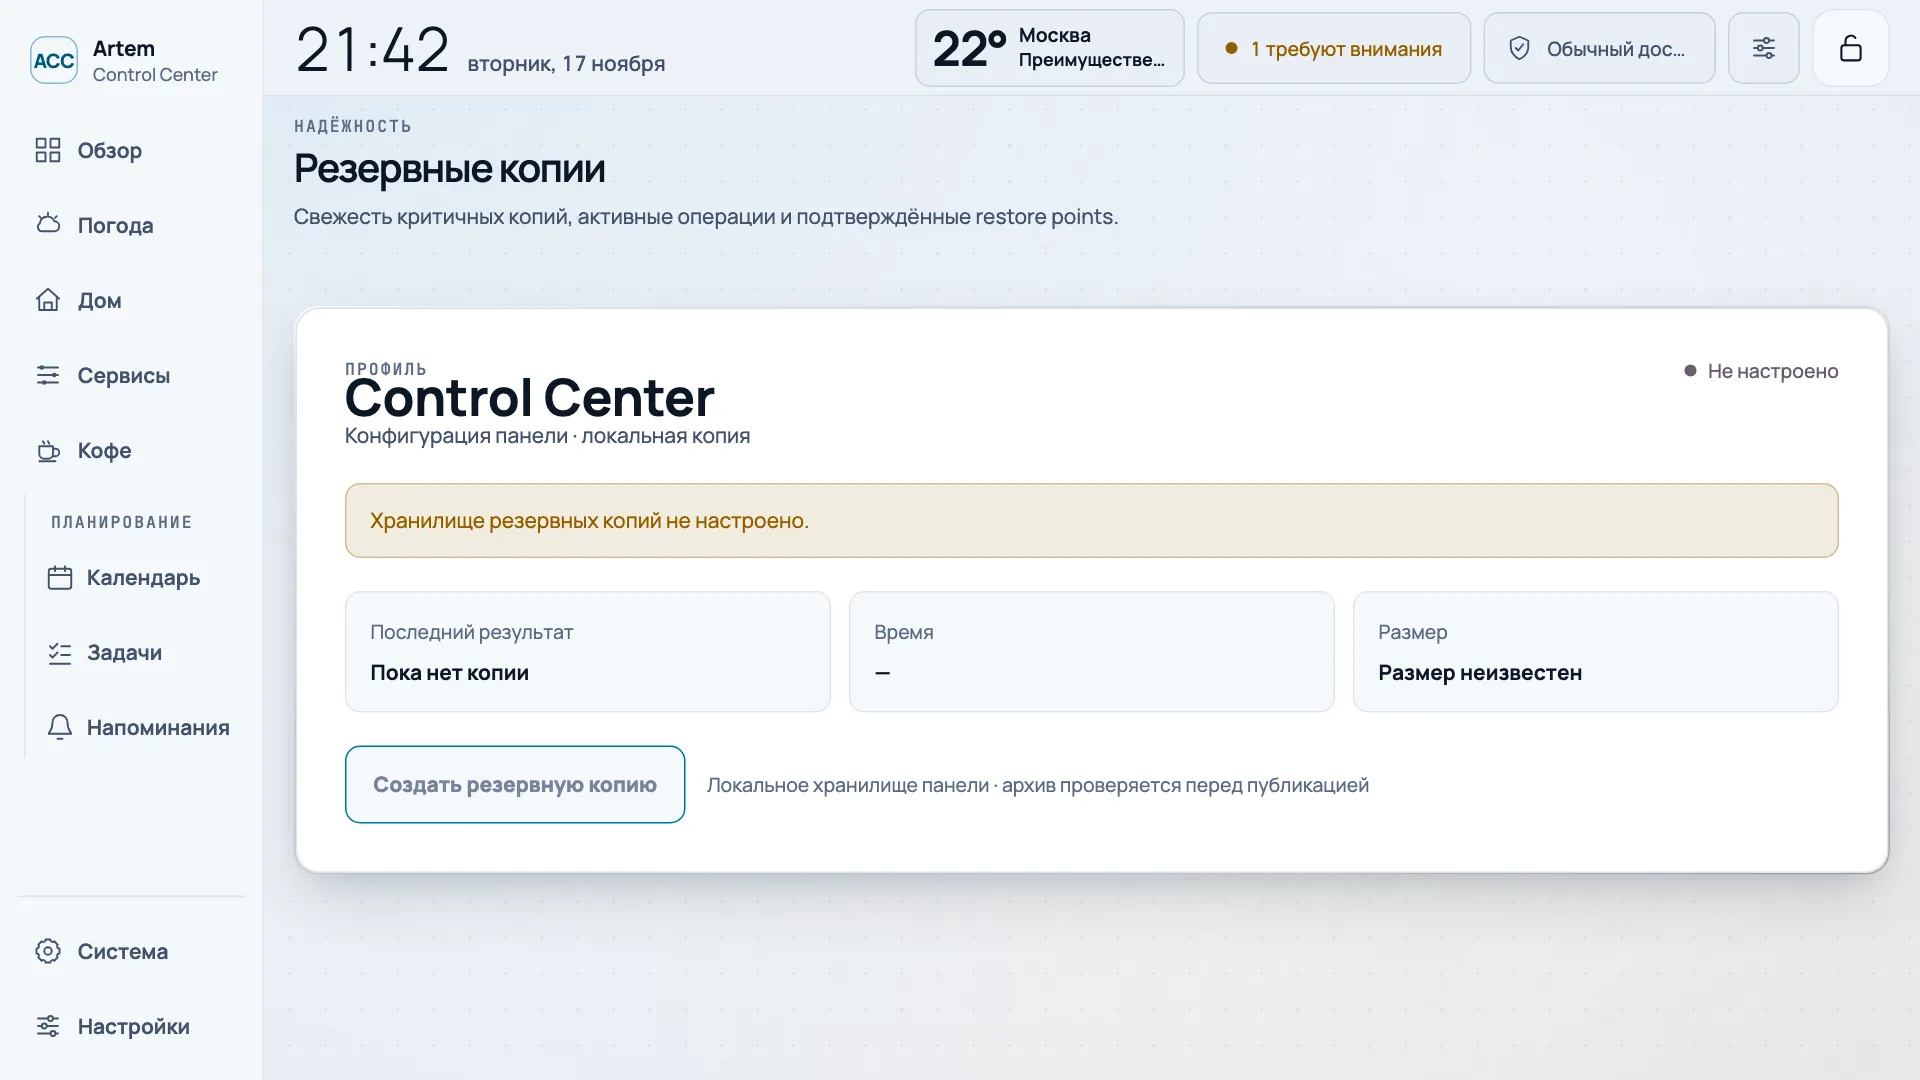 ACC
Artem
Control Center
Обзор
Погода
Дом
Сервисы
Кофе
ПЛАНИРОВАНИЕ
Календарь
Задачи
Напоминания
Система
Настройки
21:42
вторник, 17 ноября
22°
Москва
Преимуществе...
1 требуют внимания
Обычный дос...
НАДЁЖНОСТЬ
Резервные копии
Свежесть критичных копий, активные операции и подтверждённые restore points.
ПРОФИЛЬ
Control Center
Конфигурация панели · локальная копия
Не настроено
Хранилище резервных копий не настроено.
Последний результат
Пока нет копии
Время
—
Размер
Размер неизвестен
Создать резервную копию
Локальное хранилище панели · архив проверяется перед публикацией